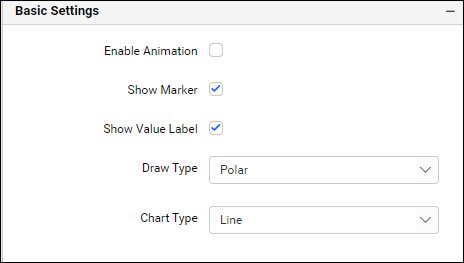 Basic Settings
Enable Animation
Show Marker
Show Value Label
Draw Type Polar
Chart Type Line